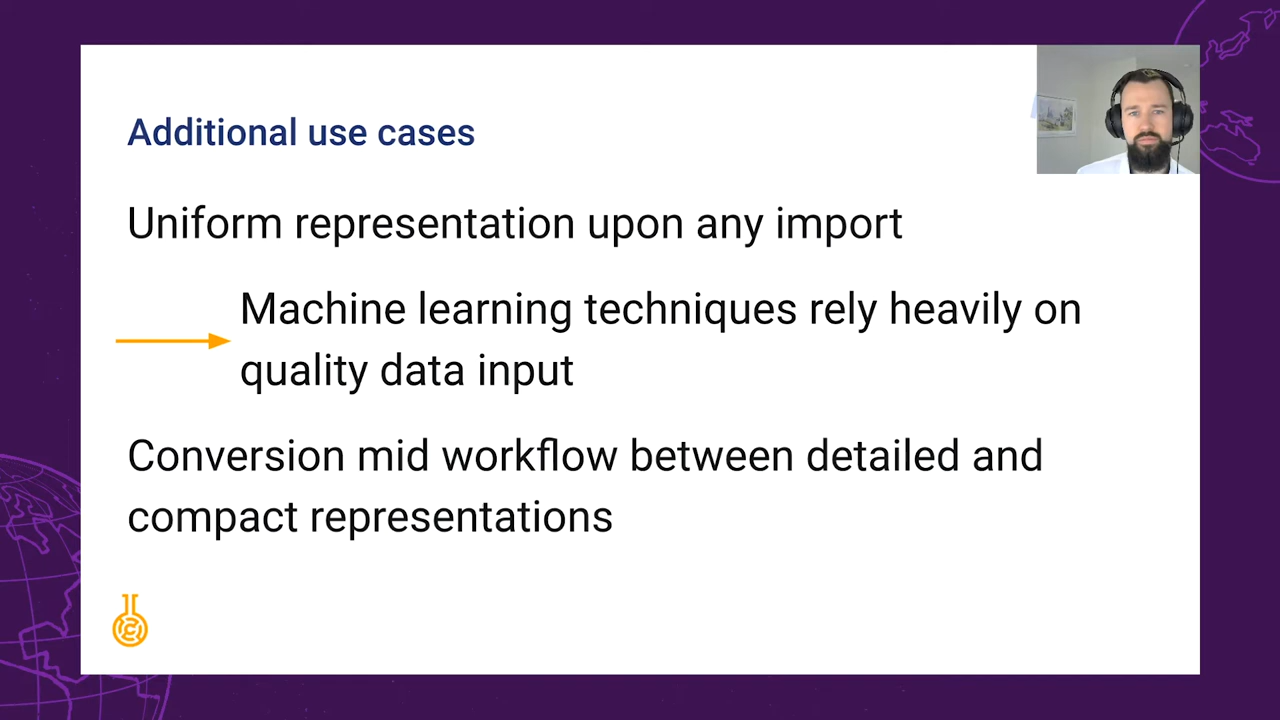 Additional use cases
Uniform representation upon any import
Machine learning techniques rely heavily on
quality data input
Conversion mid workflow between detailed and
compact representations